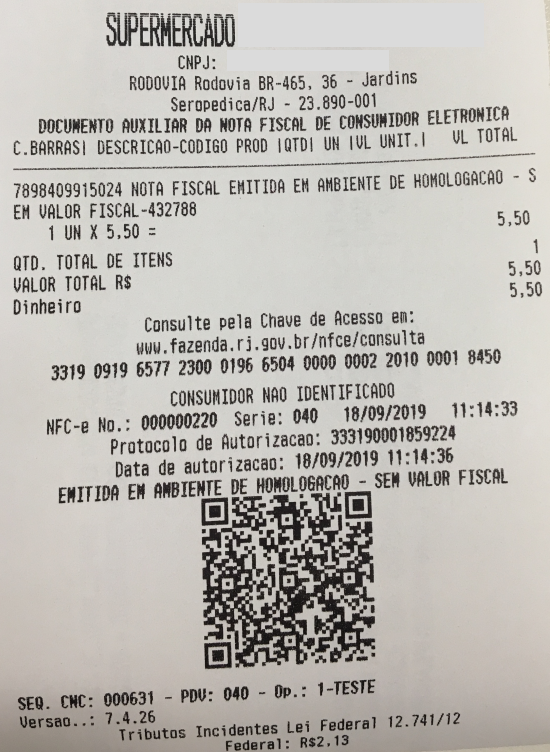 SUPERMERCADO
CNPJ:
RODOVIA Rodovia BR-465, 36 - Jardins
Seropedica/RJ - 23.890-001
DOCUMENTO AUXILIAR DA NOTA FISCAL DE CONSUMIDOR ELETRONICA
C.BARRAS| DESCRICAO-CODIGO PROD |QTD| UN |VL UNIT.| VL TOTAL
7898409915024 NOTA FISCAL EMITIDA EM AMBIENTE DE HOMOLOGACAO - S
EM VALOR FISCAL-432788
1 UN X 5.50 = 5,50
QTD. TOTAL DE ITENS 1
VALOR TOTAL R$ 5,50
Dinheiro 5,50
Consulte pela Chave de Acesso em:
www.fazenda.rj.gov.br/nfce/consulta
3319 0919 6577 2300 0196 6504 0000 0002 2010 0001 8450
CONSUMIDOR NAO IDENTIFICADO
NFC-e No.: 000000220 Serie: 040 18/09/2019 11:14:33
Protocolo de Autorizacao: 333190001859224
Data de autorizacao: 18/09/2019 11:14:36
EMITIDA EM AMBIENTE DE HOMOLOGACAO - SEM VALOR FISCAL
SEQ. CNC: 000631 - PDV: 040 - Op.: 1-TESTE
Versao..: 7.4.26
Tributos Incidentes Lei Federal 12.741/12
Federal: R$2,13